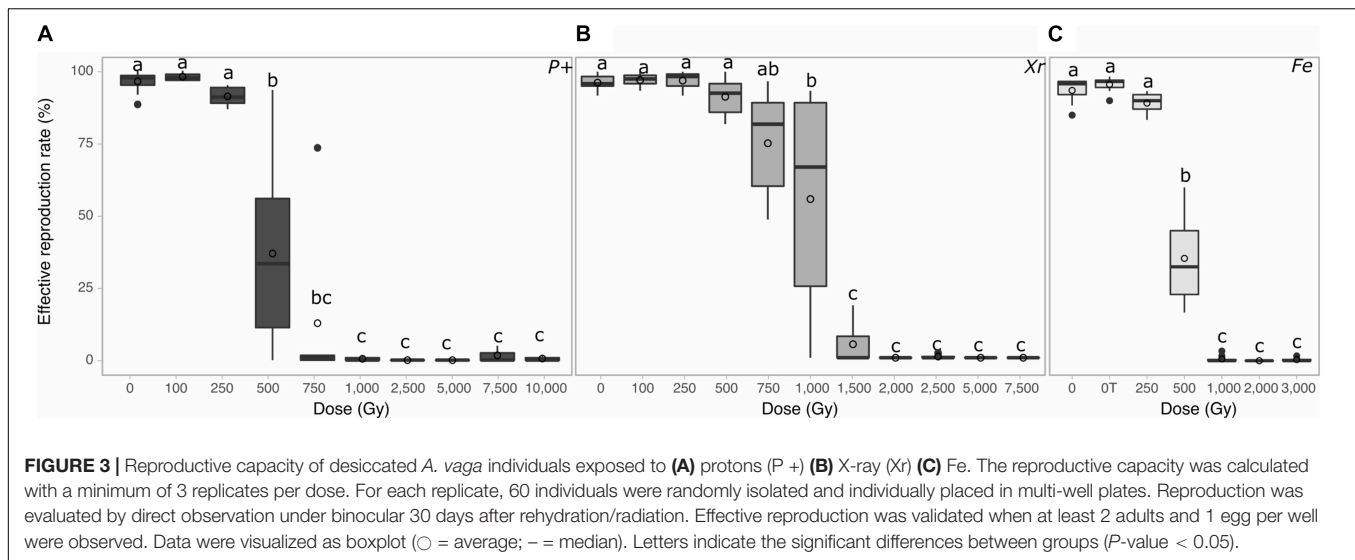 A
B
C
P+
Xr
Fe
a a a b bc c c c c c
a a a a ab b c c c c c
a a a b c c c
Effective reproduction rate (%)
100
75
50
25
0
0 100 250 500 750 1,000 2,500 5,000 7,500 10,000
0 100 250 500 750 1,000 1,500 2,000 2,500 5,000 7,500
0 0T 250 500 1,000 2,000 3,000
Dose (Gy)
Dose (Gy)
Dose (Gy)
FIGURE 3 | Reproductive capacity of desiccated A. vaga individuals exposed to (A) protons (P +) (B) X-ray (Xr) (C) Fe. The reproductive capacity was calculated
with a minimum of 3 replicates per dose. For each replicate, 60 individuals were randomly isolated and individually placed in multi-well plates. Reproduction was
evaluated by direct observation under binocular 30 days after rehydration/radiation. Effective reproduction was validated when at least 2 adults and 1 egg per well
were observed. Data were visualized as boxplot (○ = average; – = median). Letters indicate the significant differences between groups (P-value < 0.05).